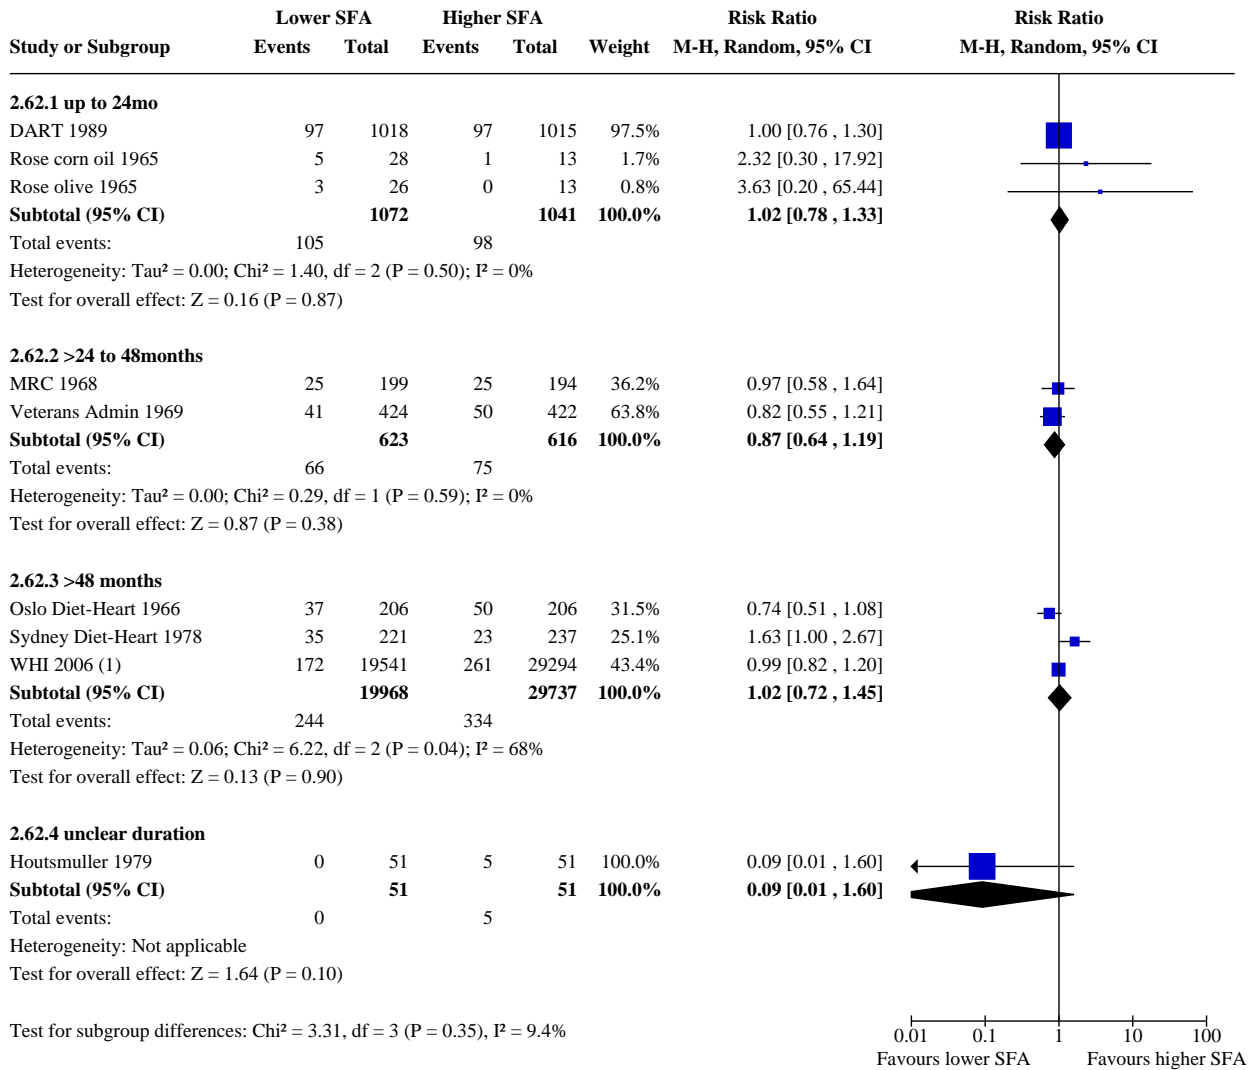 Lower SFA Higher SFA Risk Ratio Risk Ratio
Study or Subgroup Events Total Events Total Weight M-H, Random, 95% CI M-H, Random, 95% CI
2.62.1 up to 24mo
DART 1989 97 1018 97 1015 97.5% 1.00 [0.76 , 1.30]
Rose corn oil 1965 5 28 1 13 1.7% 2.32 [0.30 , 17.92]
Rose olive 1965 3 26 0 13 0.8% 3.63 [0.20 , 65.44]
Subtotal (95% CI) 1072 1041 100.0% 1.02 [0.78 , 1.33]
Total events: 105 98
Heterogeneity: Tau² = 0.00; Chi² = 1.40, df = 2 (P = 0.50); I² = 0%
Test for overall effect: Z = 0.16 (P = 0.87)
2.62.2 >24 to 48months
MRC 1968 25 199 25 194 36.2% 0.97 [0.58 , 1.64]
Veterans Admin 1969 41 424 50 422 63.8% 0.82 [0.55 , 1.21]
Subtotal (95% CI) 623 616 100.0% 0.87 [0.64 , 1.19]
Total events: 66 75
Heterogeneity: Tau² = 0.00; Chi² = 0.29, df = 1 (P = 0.59); I² = 0%
Test for overall effect: Z = 0.87 (P = 0.38)
2.62.3 >48 months
Oslo Diet-Heart 1966 37 206 50 206 31.5% 0.74 [0.51 , 1.08]
Sydney Diet-Heart 1978 35 221 23 237 25.1% 1.63 [1.00 , 2.67]
WHI 2006 (1) 172 19541 261 29294 43.4% 0.99 [0.82 , 1.20]
Subtotal (95% CI) 19968 29737 100.0% 1.02 [0.72 , 1.45]
Total events: 244 334
Heterogeneity: Tau² = 0.06; Chi² = 6.22, df = 2 (P = 0.04); I² = 68%
Test for overall effect: Z = 0.13 (P = 0.90)
2.62.4 unclear duration
Houtsmuller 1979 0 51 5 51 100.0% 0.09 [0.01 , 1.60]
Subtotal (95% CI) 51 51 100.0% 0.09 [0.01 , 1.60]
Total events: 0 5
Heterogeneity: Not applicable
Test for overall effect: Z = 1.64 (P = 0.10)
Test for subgroup differences: Chi² = 3.31, df = 3 (P = 0.35), I² = 9.4%
0.01 0.1 1 10 100
Favours lower SFA Favours higher SFA